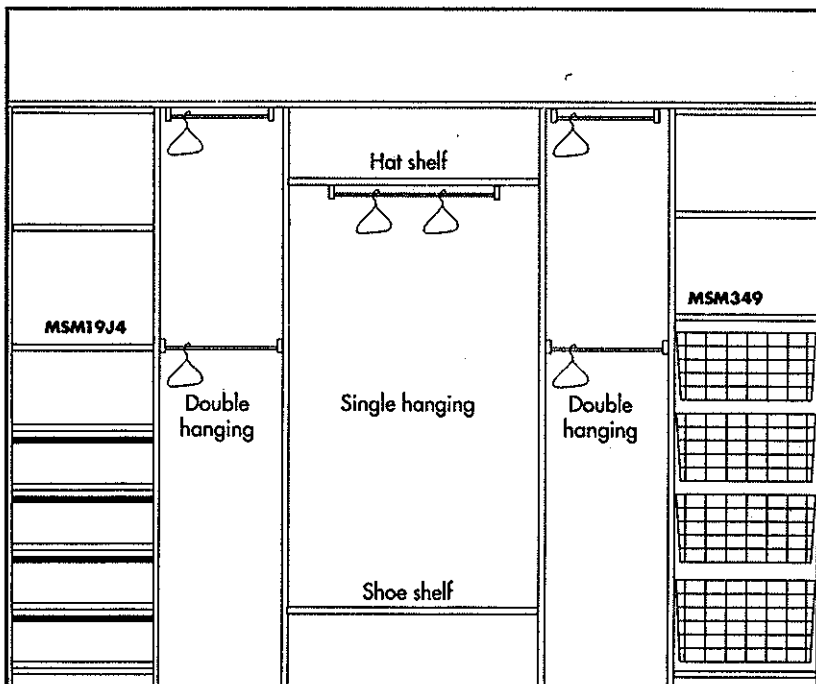 Hat shelf
MSM19J4
MSM349
Double
hanging
Single hanging
Double
hanging
Shoe shelf